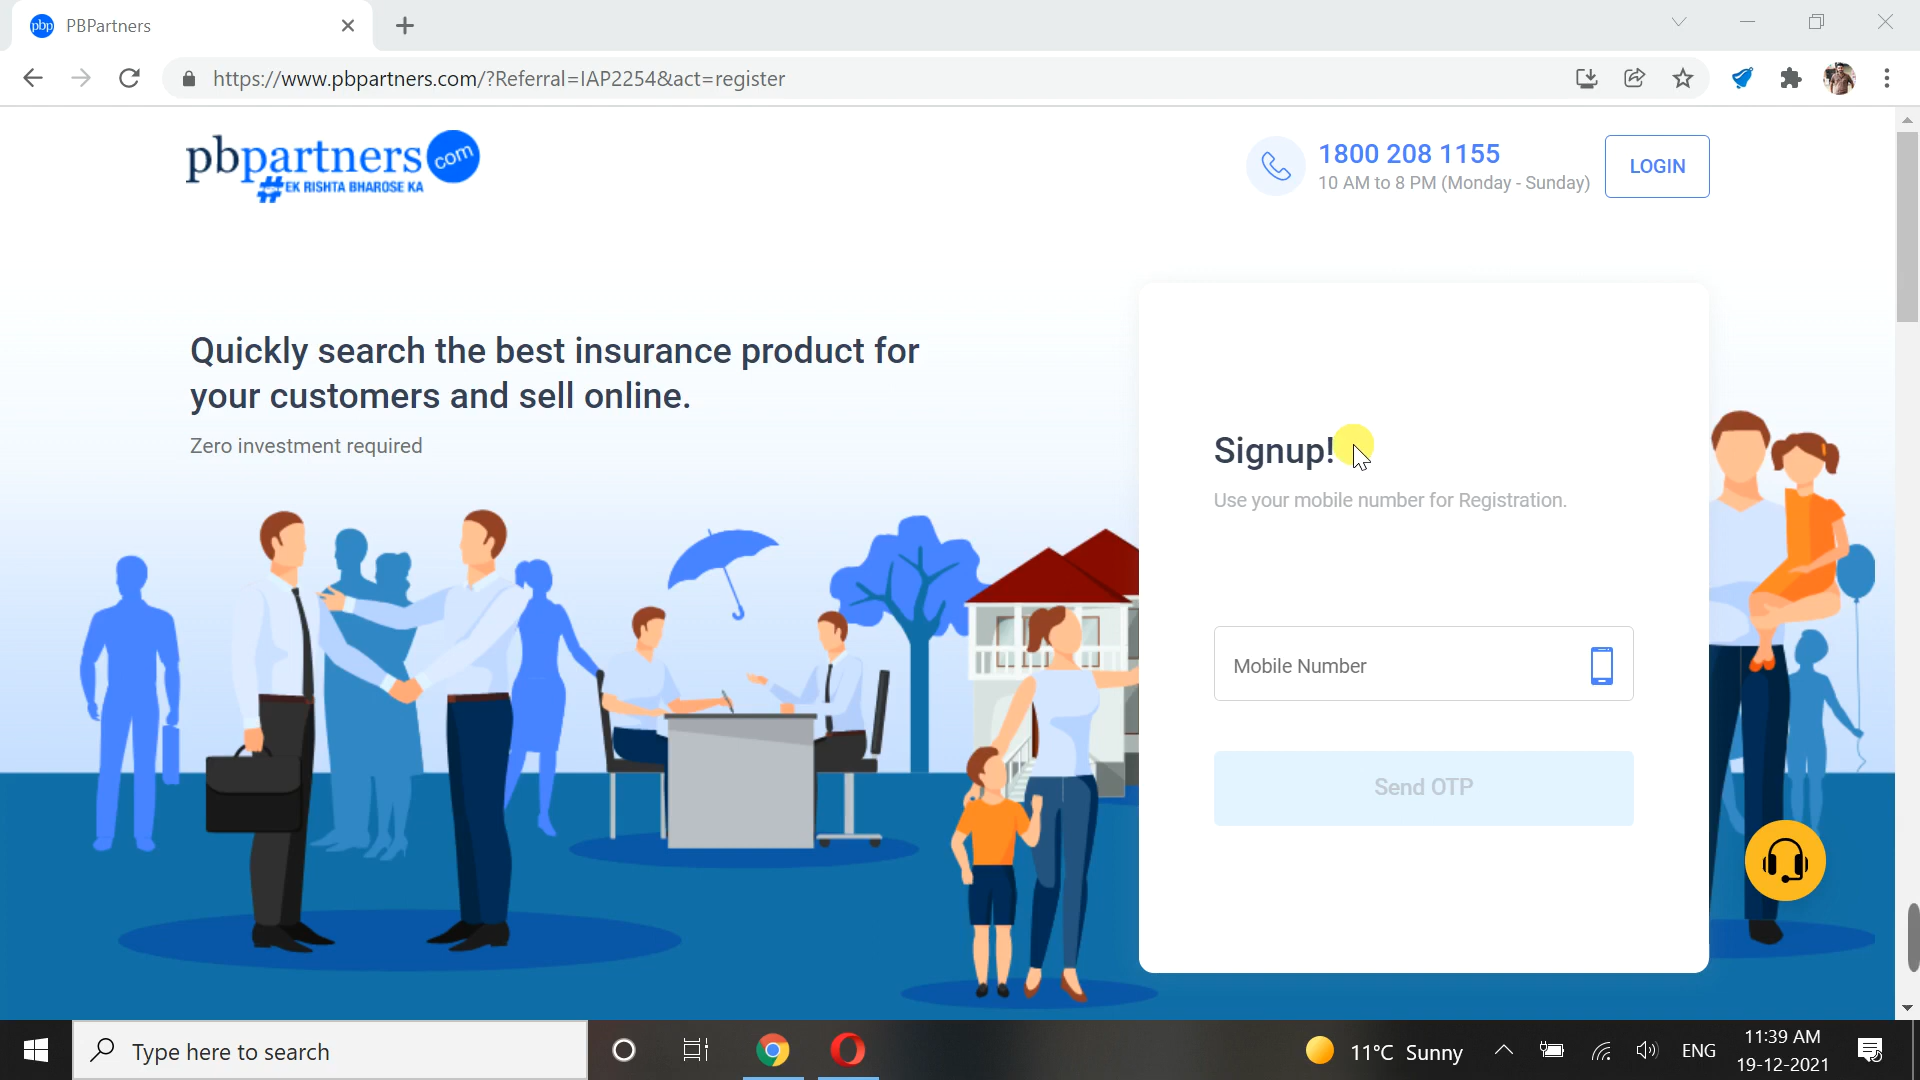 pbp PBPartners
https://www.pbpartners.com/?Referral=IAP2254&act=register
pbpartners com
#EK RISHTA BHAROSE KA
1800 208 1155
10 AM to 8 PM (Monday - Sunday)
LOGIN
Quickly search the best insurance product for
your customers and sell online.
Zero investment required
Signup!
Use your mobile number for Registration.
Mobile Number
Send OTP
Type here to search
11°C Sunny
ENG
11:39 AM
19-12-2021